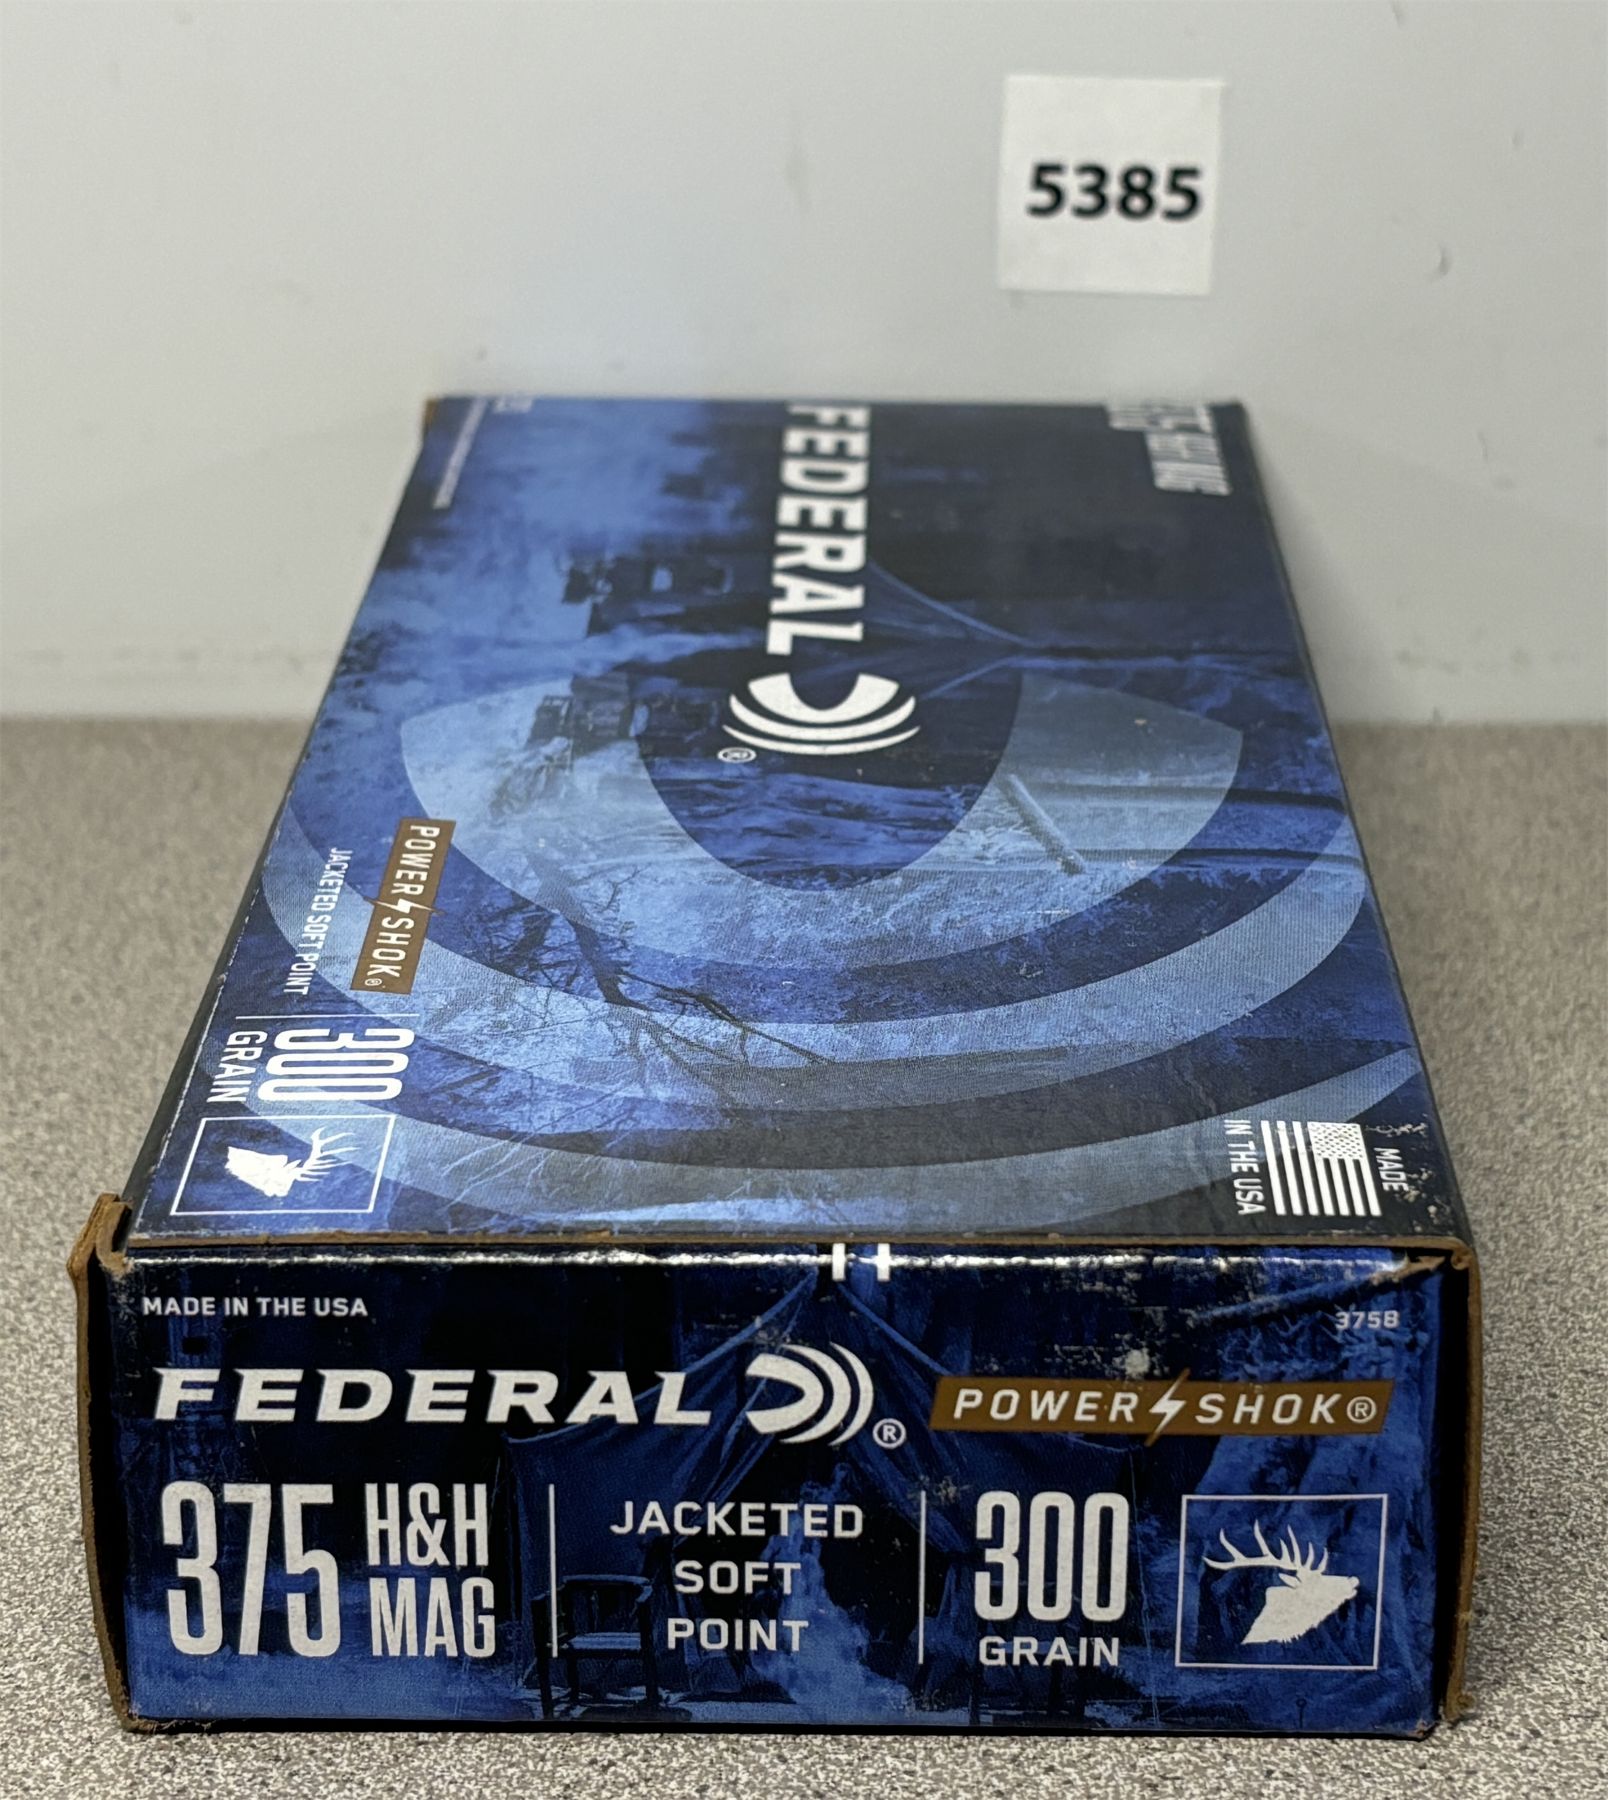 5385
FEDERAL®
POWER SHOK®
JACKETED SOFT POINT
300
GRAIN
MADE
IN THE USA
MADE IN THE USA
375B
FEDERAL®
POWER SHOK®
375
H&H
MAG
JACKETED
SOFT
POINT
300
GRAIN